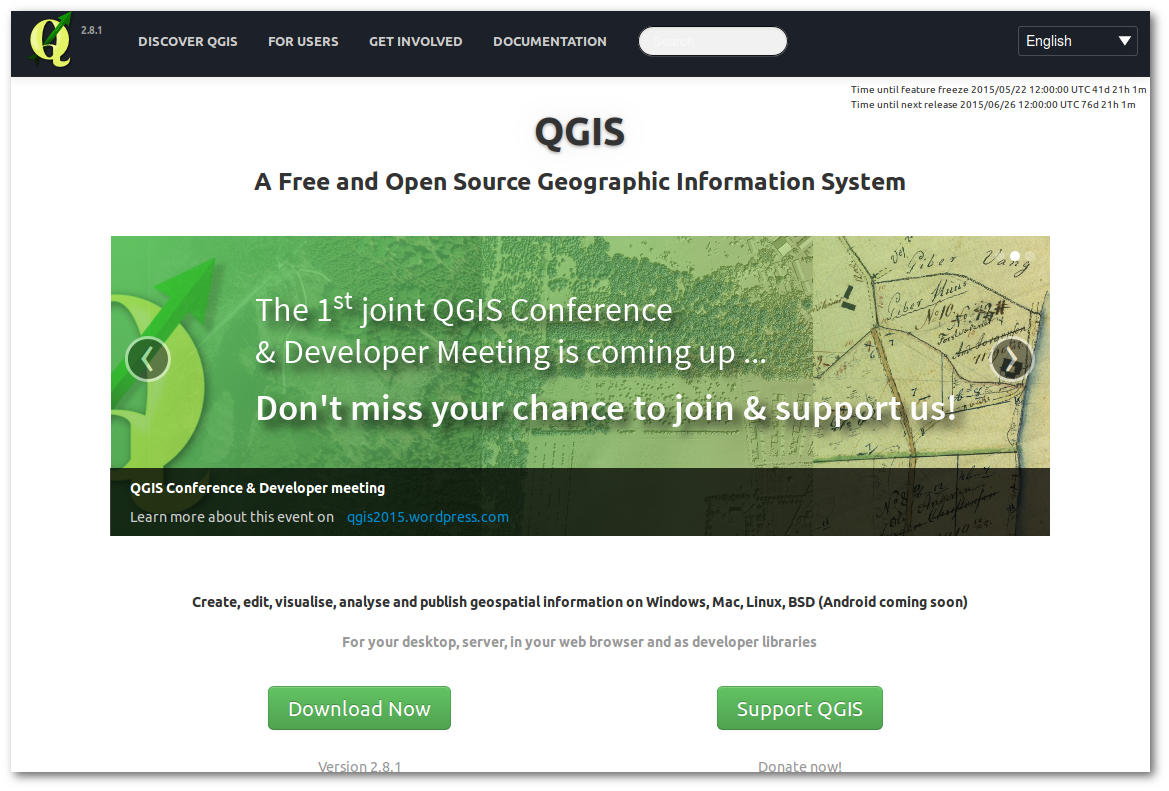 2.8.1
DISCOVER QGIS
FOR USERS
GET INVOLVED
DOCUMENTATION
Search
English
Time until feature freeze 2015/05/22 12:00:00 UTC 41d 21h 1m
Time until next release 2015/06/26 12:00:00 UTC 76d 21h 1m
QGIS
A Free and Open Source Geographic Information System
The 1st joint QGIS Conference
& Developer Meeting is coming up ...
Don't miss your chance to join & support us!
Giber Vang
Giber Knus
QGIS Conference & Developer meeting
Learn more about this event on qgis2015.wordpress.com
Create, edit, visualise, analyse and publish geospatial information on Windows, Mac, Linux, BSD (Android coming soon)
For your desktop, server, in your web browser and as developer libraries
Download Now
Support QGIS
Version 2.8.1
Donate now!